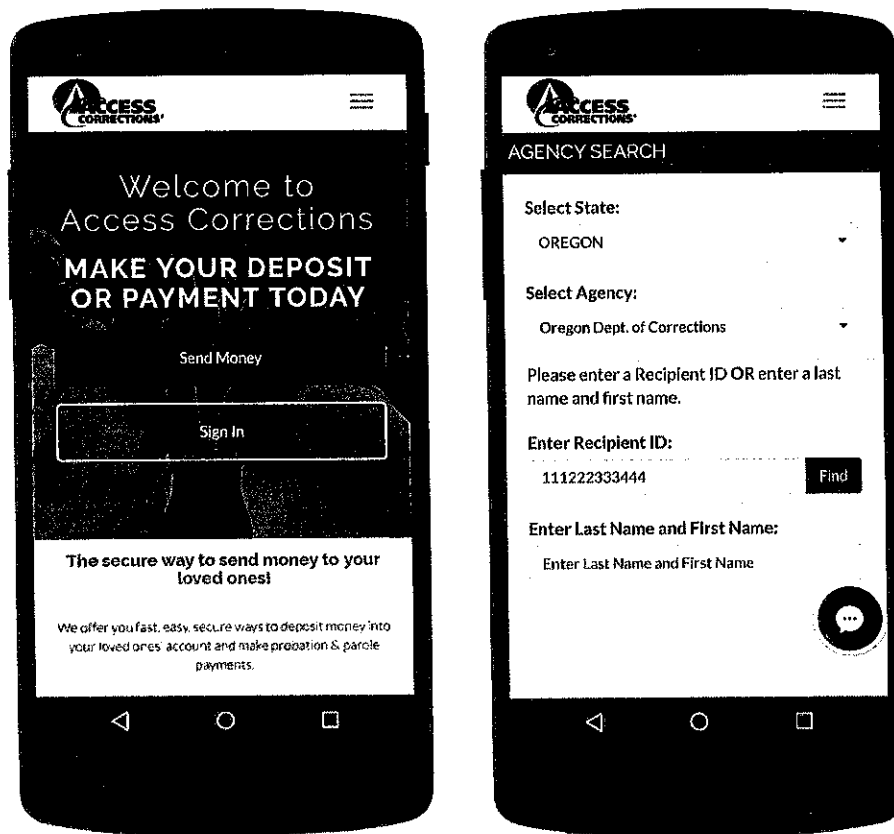 ACCESS
CORRECTIONS
Welcome to
Access Corrections
MAKE YOUR DEPOSIT
OR PAYMENT TODAY
Send Money
Sign In
The secure way to send money to your
loved ones!
We offer you fast, easy, secure ways to deposit money into
your loved ones' account and make probation & parole
payments.
ACCESS
CORRECTIONS
AGENCY SEARCH
Select State:
OREGON
Select Agency:
Oregon Dept. of Corrections
Please enter a Recipient ID OR enter a last
name and first name.
Enter Recipient ID:
111222333444
Find
Enter Last Name and First Name:
Enter Last Name and First Name